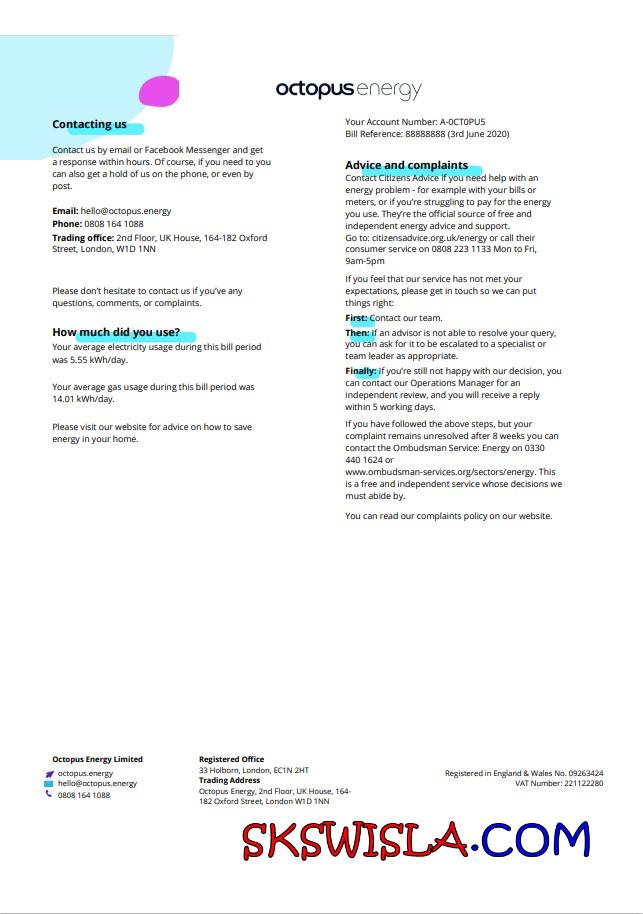 octopus energy
Contacting us
Contact us by email or Facebook Messenger and get
a response within hours. Of course, if you need to you
can also get a hold of us on the phone, or even by
post.
Email: hello@octopus.energy
Phone: 0808 164 1088
Trading office: 2nd Floor, UK House, 164-182 Oxford
Street, London, W1D 1NN
Please don't hesitate to contact us if you've any
questions, comments, or complaints.
How much did you use?
Your average electricity usage during this bill period
was 5.55 kWh/day.
Your average gas usage during this bill period was
14.01 kWh/day.
Please visit our website for advice on how to save
energy in your home.
Your Account Number: A-0CT0PU5
Bill Reference: 88888888 (3rd June 2020)
Advice and complaints
Contact Citizens Advice if you need help with an
energy problem - for example with your bills or
meters, or if you're struggling to pay for the energy
you use. They're the official source of free and
independent energy advice and support.
Go to: citizensadvice.org.uk/energy or call their
consumer service on 0808 223 1133 Mon to Fri,
9am-5pm
If you feel that our service has not met your
expectations, please get in touch so we can put
things right:
First: Contact our team.
Then: If an advisor is not able to resolve your query,
you can ask for it to be escalated to a specialist or
team leader as appropriate.
Finally: If you're still not happy with our decision, you
can contact our Operations Manager for an
independent review, and you will receive a reply
within 5 working days.
If you have followed the above steps, but your
complaint remains unresolved after 8 weeks you can
contact the Ombudsman Service: Energy on 0330
440 1624 or
www.ombudsman-services.org/sectors/energy. This
is a free and independent service whose decisions we
must abide by.
You can read our complaints policy on our website.
Octopus Energy Limited
octopus.energy
hello@octopus.energy
0808 164 1088
Registered Office
33 Holborn, London, EC1N 2HT
Trading Address
Octopus Energy, 2nd Floor, UK House, 164-
182 Oxford Street, London W1D 1NN
Registered in England & Wales No. 09263424
VAT Number: 221122280
SKSWISLA.COM